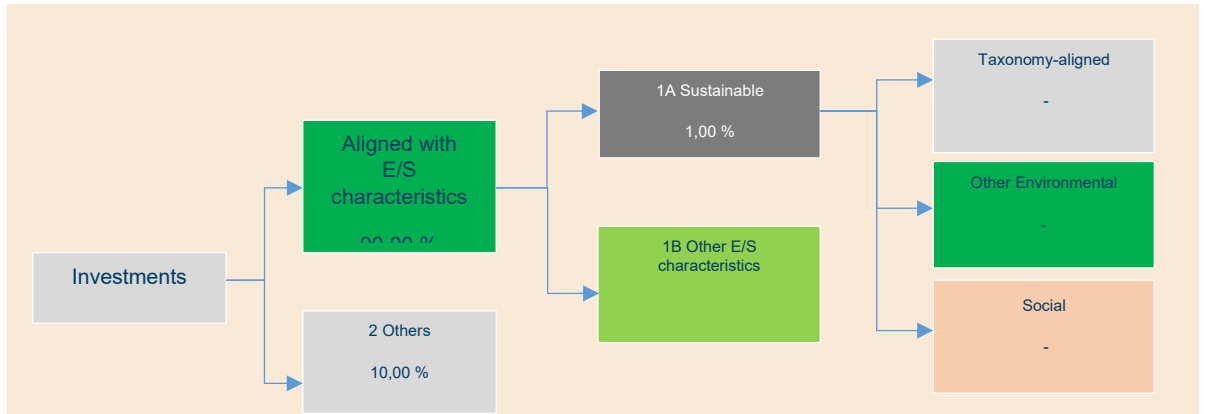 Investments
Aligned with
E/S
characteristics
2 Others
10,00 %
1A Sustainable
1,00 %
1B Other E/S
characteristics
Taxonomy-aligned
-
Other Environmental
-
Social
-